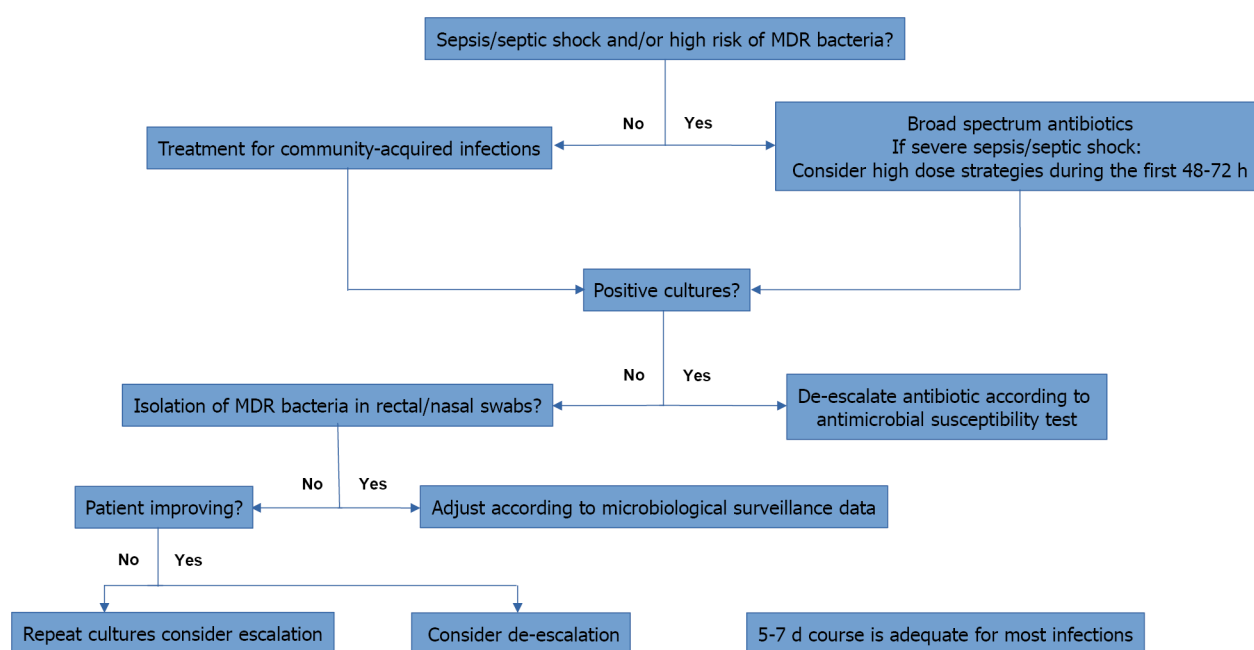 Sepsis/septic shock and/or high risk of MDR bacteria?
No
Yes
Treatment for community-acquired infections
Broad spectrum antibiotics
If severe sepsis/septic shock:
Consider high dose strategies during the first 48-72 h
Positive cultures?
No
Yes
Isolation of MDR bacteria in rectal/nasal swabs?
De-escalate antibiotic according to
antimicrobial susceptibility test
No
Yes
Patient improving?
Adjust according to microbiological surveillance data
No
Yes
Repeat cultures consider escalation
Consider de-escalation
5-7 d course is adequate for most infections